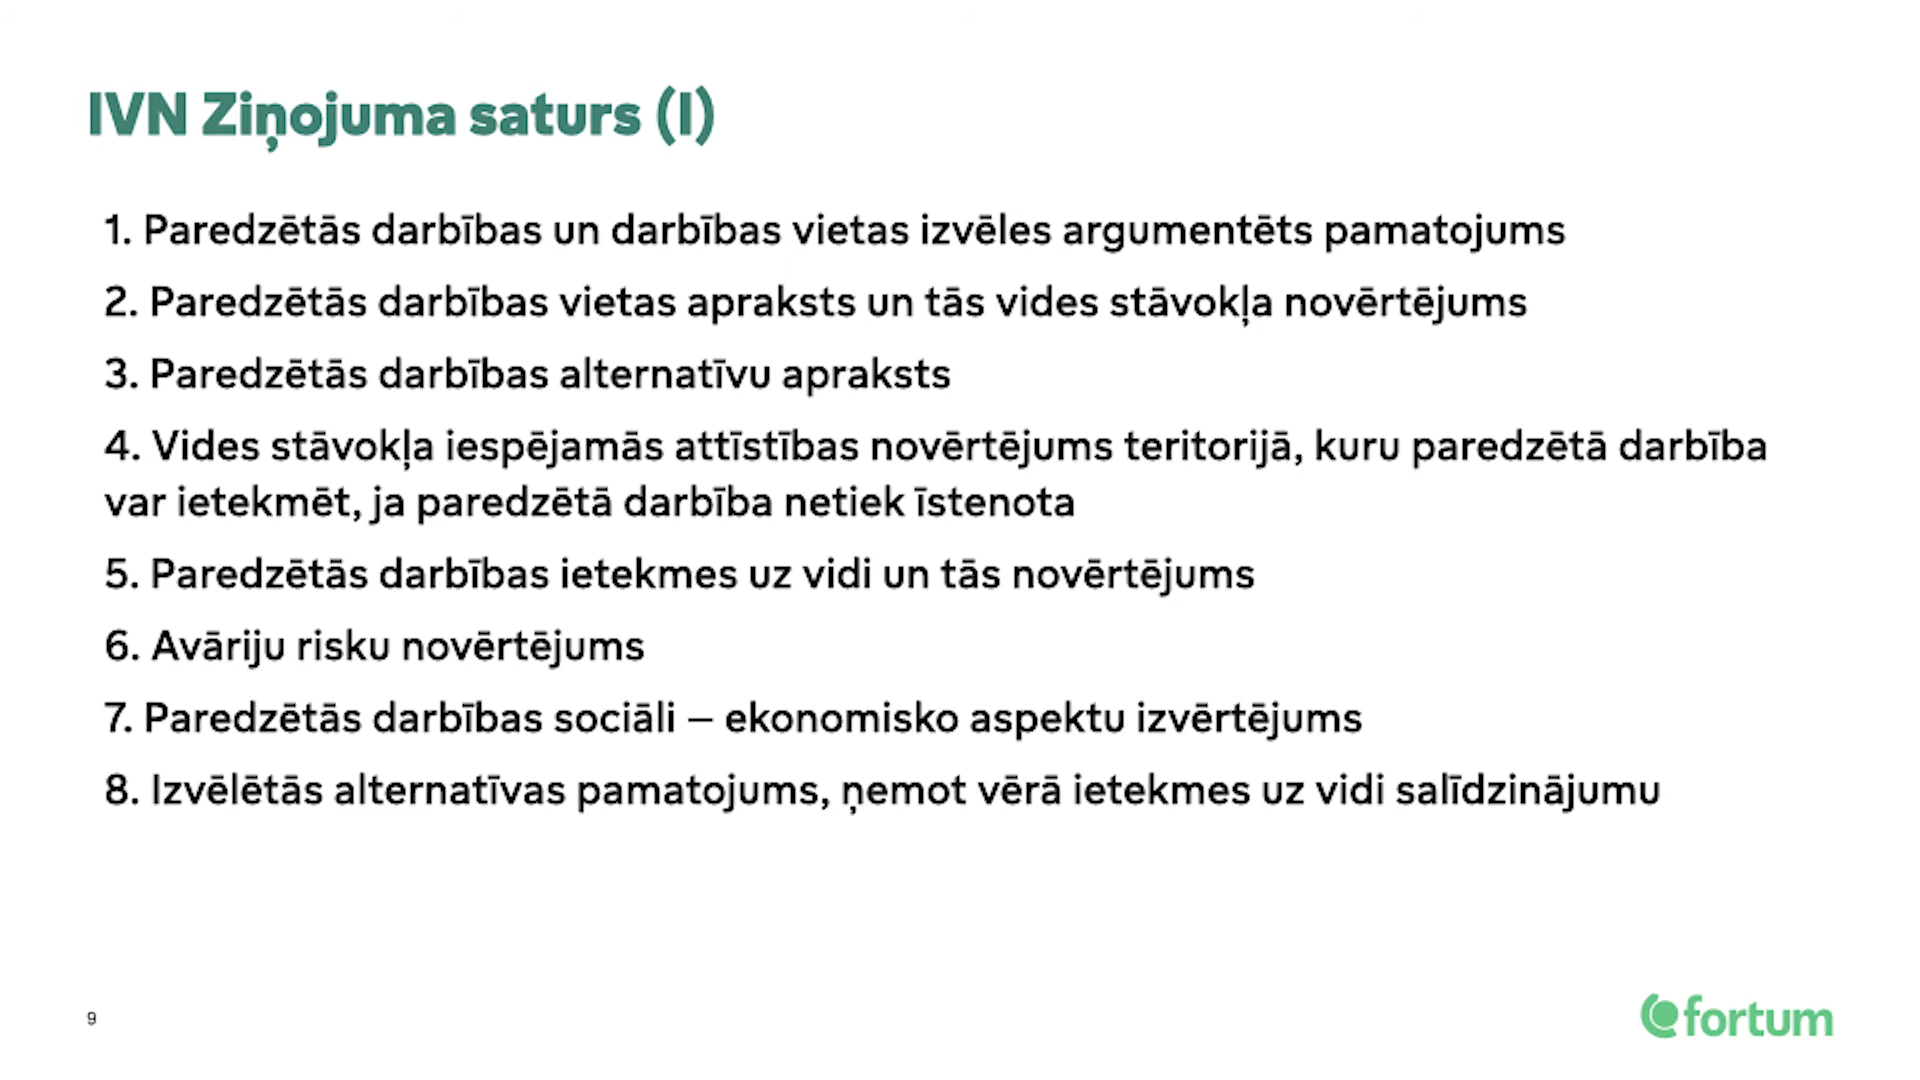 IVN Ziņojuma saturs (I)
1. Paredzētās darbības un darbības vietas izvēles argumentēts pamatojums
2. Paredzētās darbības vietas apraksts un tās vides stāvokļa novērtējums
3. Paredzētās darbības alternatīvu apraksts
4. Vides stāvokļa iespējamās attīstības novērtējums teritorijā, kuru paredzētā darbība
var ietekmēt, ja paredzētā darbība netiek īstenota
5. Paredzētās darbības ietekmes uz vidi un tās novērtējums
6. Avāriju risku novērtējums
7. Paredzētās darbības sociāli – ekonomisko aspektu izvērtējums
8. Izvēlētās alternatīvas pamatojums, ņemot vērā ietekmes uz vidi salīdzinājumu
9
fortum